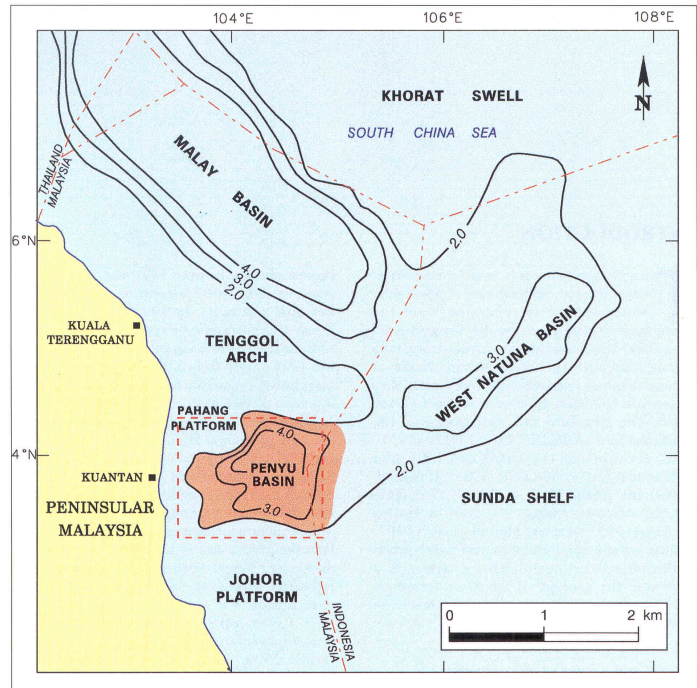 104°E
106°E
108°E
KHORAT SWELL
N
SOUTH CHINA SEA
MALAY
BASIN
THAILAND
MALAYSIA
2.0
6°N
6°N
4.0
3.0
2.0
KUALA
TERENGGANU
TENGGOL
ARCH
3.0
WEST NATUNA BASIN
PAHANG
PLATFORM
4.0
4°N
4°N
PENYU
BASIN
2.0
KUANTAN
SUNDA SHELF
PENINSULAR
MALAYSIA
3.0
JOHOR
PLATFORM
INDONESIA
MALAYSIA
0 1 2 km